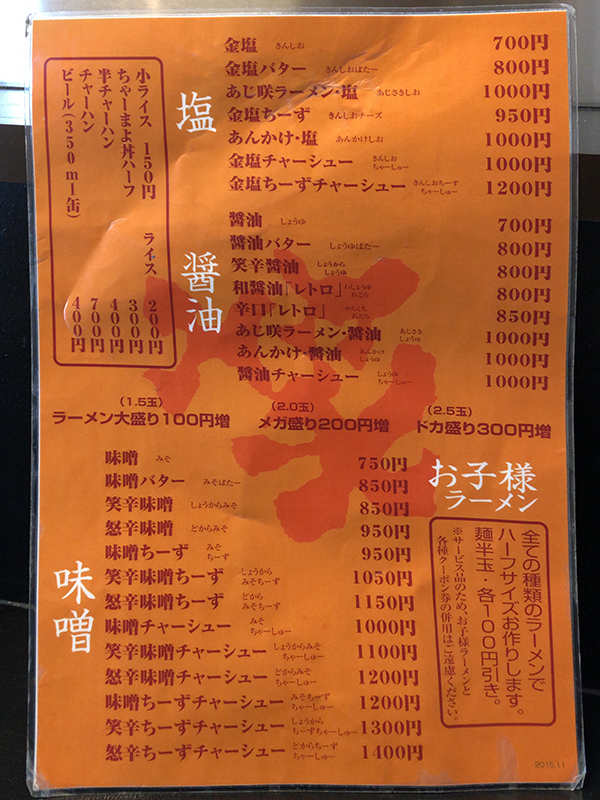 塩
金塩 きんしお 700円
金塩バター きんしおばたー 800円
あじ咲ラーメン・塩 あじさきしお 1000円
金塩ちーず きんしおチーズ 950円
あんかけ・塩 あんかけしお 1000円
金塩チャーシュー きんしおちゃーしゅー 1000円
金塩ちーずチャーシュー きんしおちーずちゃーしゅー 1200円
小ライス 150円 ライス 200円
ちゃーまよ丼ハーフ 300円
半チャーハン 400円
チャーハン 700円
ビール(350ml缶) 400円
醤油
醤油 しょうゆ 700円
醤油バター しょうゆばたー 800円
笑辛醤油 しょうからしょうゆ 800円
和醤油「レトロ」 わしょうゆれとろ 800円
辛口「レトロ」 からくちれとろ 850円
あじ咲ラーメン・醤油 あじさきしょうゆ 1000円
あんかけ・醤油 あんかけしょうゆ 1000円
醤油チャーシュー しょうゆちゃーしゅー 1000円
(1.5玉) (2.0玉) (2.5玉)
ラーメン大盛り100円増 メガ盛り200円増 ドカ盛り300円増
味噌
味噌 みそ 750円
味噌バター みそばたー 850円
笑辛味噌 しょうからみそ 850円
怒辛味噌 どからみそ 950円
味噌ちーず みそちーず 950円
笑辛味噌ちーず しょうからみそちーず 1050円
怒辛味噌ちーず どからみそちーず 1150円
味噌チャーシュー みそちゃーしゅー 1000円
笑辛味噌チャーシュー しょうからみそちゃーしゅー 1100円
怒辛味噌チャーシュー どからみそちゃーしゅー 1200円
味噌ちーずチャーシュー みそちーずちゃーしゅー 1200円
笑辛ちーずチャーシュー しょうからちーずちゃーしゅー 1300円
怒辛ちーずチャーシュー どからちーずちゃーしゅー 1400円
お子様
ラーメン
全ての種類のラーメンで
ハーフサイズお作りします。
麺半玉・各100円引き。
※サービス品のため、お子様ラーメンと
各種クーポン券の併用はご遠慮ください。
2015.11